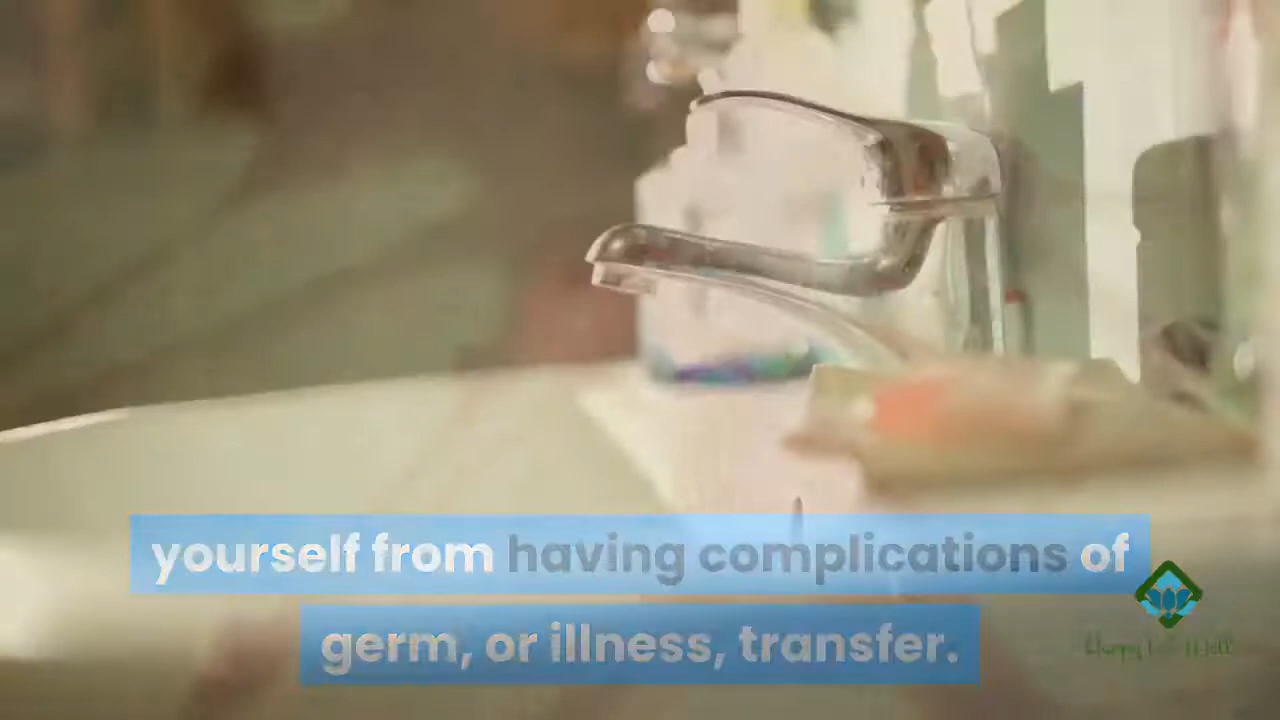 yourself from having complications of
germ, or illness, transfer.